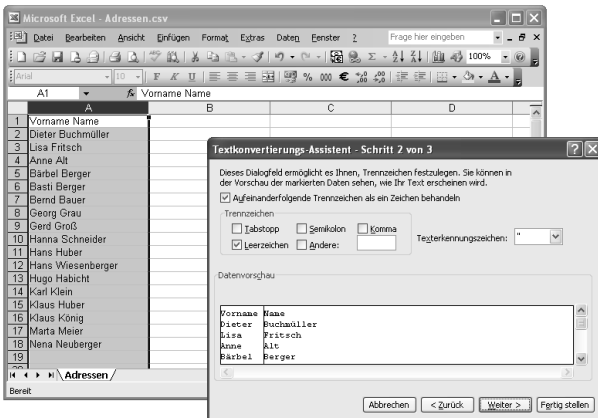 Microsoft Excel - Adressen.csv
Datei Bearbeiten Ansicht Einfügen Format Extras Daten Fenster ? Frage hier eingeben
100%
Arial 10 F K U % 000 €
A1 fx Vorname Name
A B C D
1 Vorname Name
2 Dieter Buchmüller
3 Lisa Fritsch
4 Anne Alt
5 Bärbel Berger
6 Basti Berger
7 Bernd Bauer
8 Georg Grau
9 Gerd Groß
10 Hanna Schneider
11 Hans Huber
12 Hans Wiesenberger
13 Hugo Habicht
14 Karl Klein
15 Klaus Huber
16 Klaus König
17 Marta Meier
18 Nena Neuberger
19
Adressen
Bereit
Textkonvertierungs-Assistent - Schritt 2 von 3
Dieses Dialogfeld ermöglicht es Ihnen, Trennzeichen festzulegen. Sie können in
der Vorschau der markierten Daten sehen, wie Ihr Text erscheinen wird.
Aufeinanderfolgende Trennzeichen als ein Zeichen behandeln
Trennzeichen
Tabstopp Semikolon Komma
Leerzeichen Andere:
Texterkennungszeichen: "
Datenvorschau
Vorname Name
Dieter Buchmüller
Lisa Fritsch
Anne Alt
Bärbel Berger
Abbrechen < Zurück Weiter > Fertig stellen